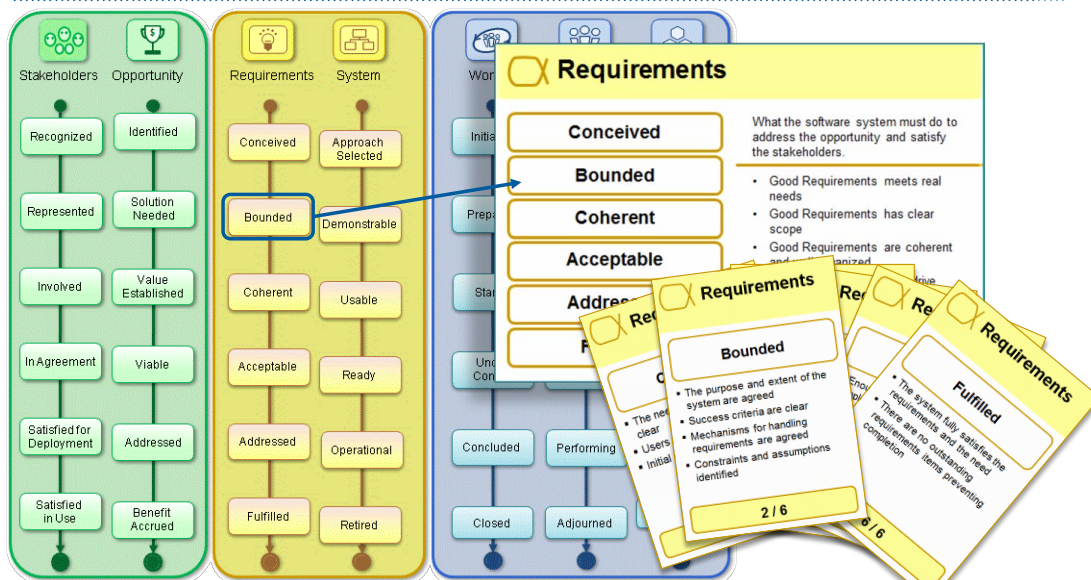 Stakeholders
Recognized
Represented
Involved
In Agreement
Satisfied for
Deployment
Satisfied
in Use
Opportunity
Identified
Solution
Needed
Value
Established
Viable
Addressed
Benefit
Accrued
Requirements
Conceived
Bounded
Coherent
Acceptable
Addressed
Fulfilled
System
Approach
Selected
Demonstrable
Usable
Ready
Operational
Retired
Concluded
Closed
Performing
Adjourned
Requirements
Conceived
Bounded
Coherent
Acceptable
What the software system must do to
address the opportunity and satisfy
the stakeholders.
• Good Requirements meets real
needs
• Good Requirements has clear
scope
• Good Requirements are coherent
Requirements
Bounded
▪ The purpose and extent of the
system are agreed
▪ Success criteria are clear
▪ Mechanisms for handling
requirements are agreed
▪ Constraints and assumptions
identified
2 / 6
▪ The
clear
▪ Users
▪ Initial
Requirements
Fulfilled
▪ The system fully satisfies the
requirements and the need
▪ There are no outstanding
requirements items preventing
completion
6 / 6